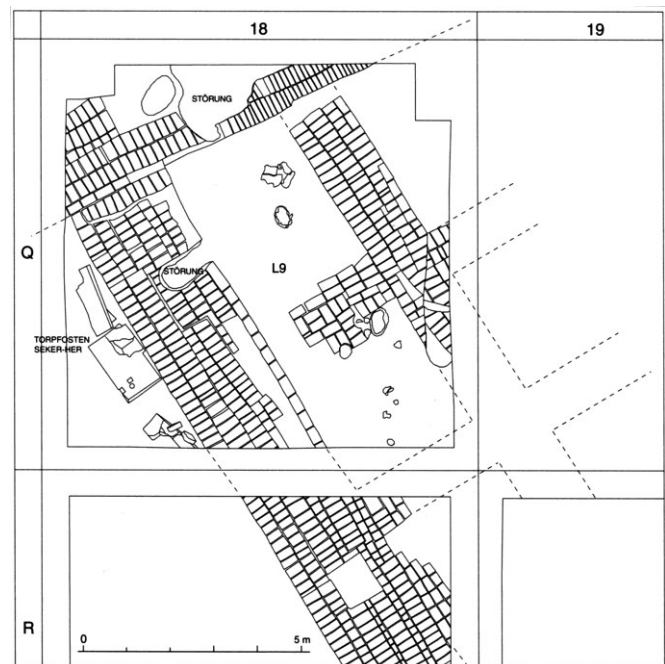 18
19
STÖRUNG
Q
L9
STÖRUNG
TORPFOSTEN
SEKER-HER
R
0
5 m